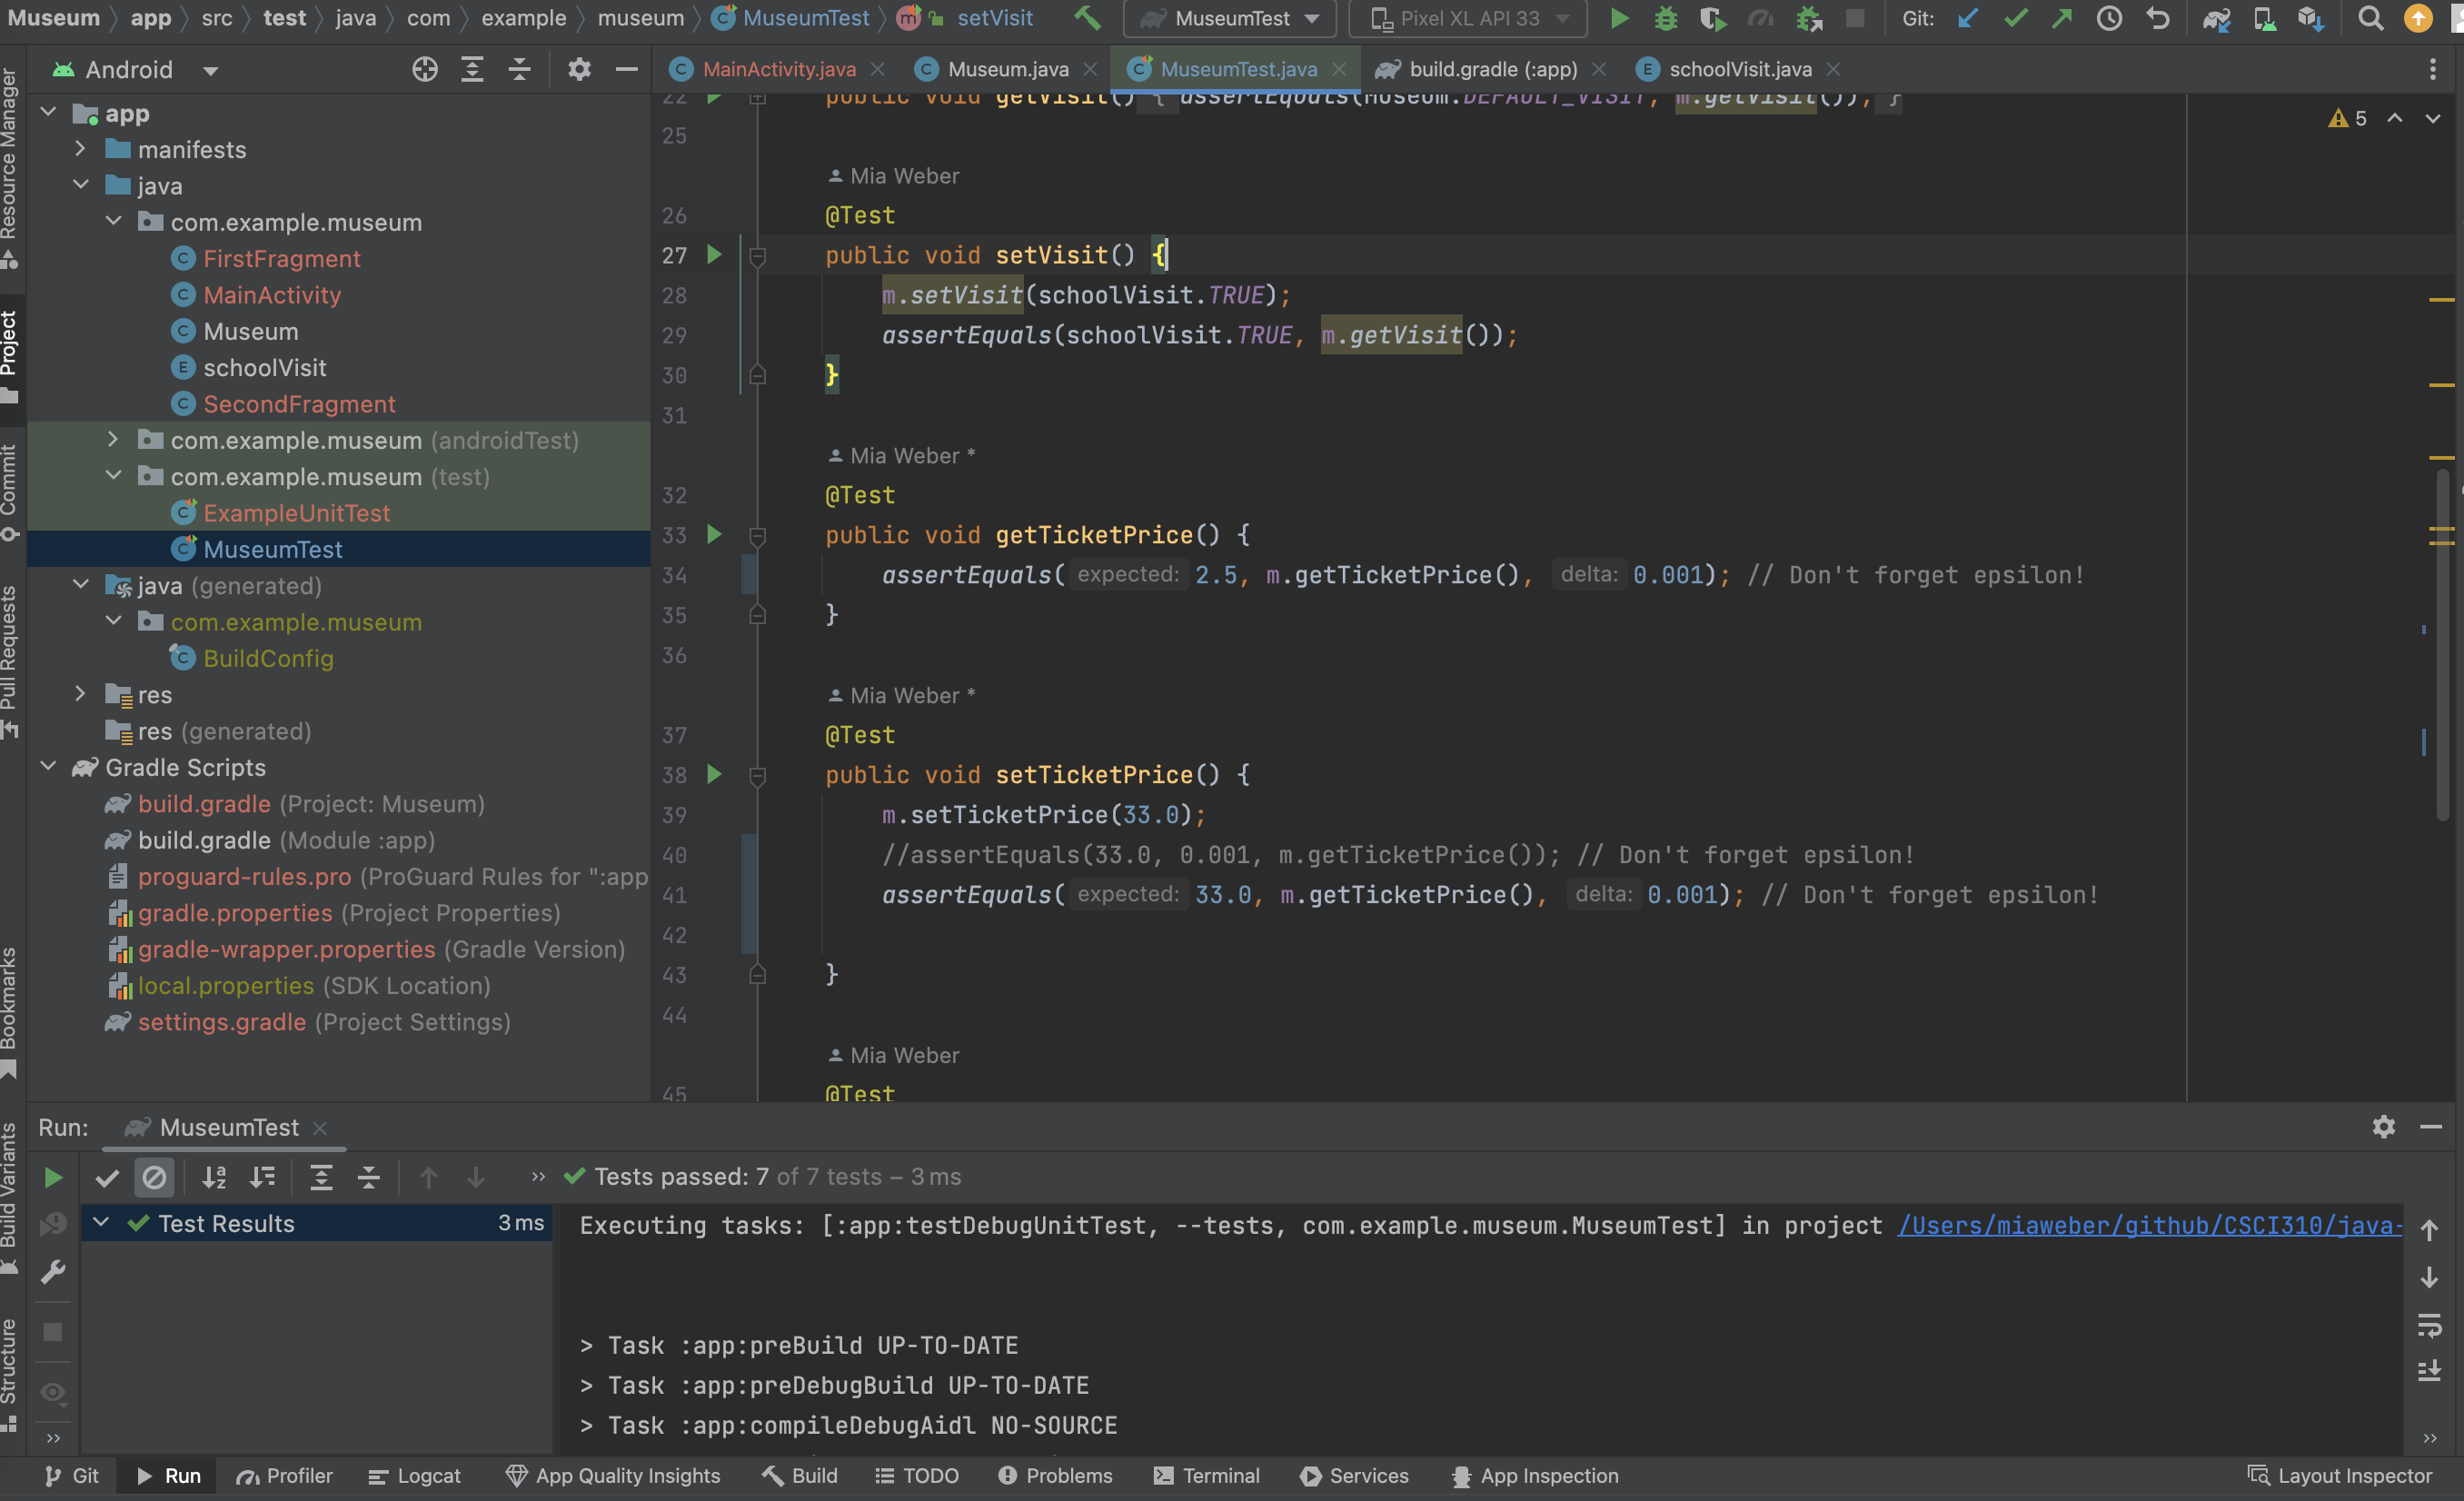 Museum app src test java com example museum MuseumTest setVisit MuseumTest Pixel XL API 33 Git:
Android
MainActivity.java Museum.java MuseumTest.java build.gradle (:app) schoolVisit.java
Resource Manager
Project
Commit
Pull Requests
Bookmarks
Build Variants
Structure
app
manifests
java
com.example.museum
FirstFragment
MainActivity
Museum
schoolVisit
SecondFragment
com.example.museum (androidTest)
com.example.museum (test)
ExampleUnitTest
MuseumTest
java (generated)
com.example.museum
BuildConfig
res
res (generated)
Gradle Scripts
build.gradle (Project: Museum)
build.gradle (Module :app)
proguard-rules.pro (ProGuard Rules for ":app
gradle.properties (Project Properties)
gradle-wrapper.properties (Gradle Version)
local.properties (SDK Location)
settings.gradle (Project Settings)
22 public void getVisit() { assertEquals(Museum.DEFAULT_VISIT, m.getVisit()); }
5
25
Mia Weber
26 @Test
27 public void setVisit() {
28 m.setVisit(schoolVisit.TRUE);
29 assertEquals(schoolVisit.TRUE, m.getVisit());
30 }
31
Mia Weber *
32 @Test
33 public void getTicketPrice() {
34 assertEquals( expected: 2.5, m.getTicketPrice(), delta: 0.001); // Don't forget epsilon!
35 }
36
Mia Weber *
37 @Test
38 public void setTicketPrice() {
39 m.setTicketPrice(33.0);
40 //assertEquals(33.0, 0.001, m.getTicketPrice()); // Don't forget epsilon!
41 assertEquals( expected: 33.0, m.getTicketPrice(), delta: 0.001); // Don't forget epsilon!
42
43 }
44
Mia Weber
45 @Test
Run: MuseumTest
Tests passed: 7 of 7 tests – 3 ms
Test Results 3 ms
Executing tasks: [:app:testDebugUnitTest, --tests, com.example.museum.MuseumTest] in project /Users/miaweber/github/CSCI310/java-
> Task :app:preBuild UP-TO-DATE
> Task :app:preDebugBuild UP-TO-DATE
> Task :app:compileDebugAidl NO-SOURCE
Git Run Profiler Logcat App Quality Insights Build TODO Problems Terminal Services App Inspection Layout Inspector